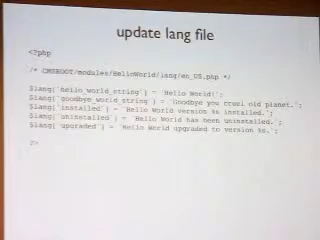 update lang file
<?php
/* CMSROOT/modules/HelloWorld/lang/en_US.php */
$lang['hello_world_string'] = 'Hello World!';
$lang['goodbye_world_string'] = 'Goodbye you cruel old planet.';
$lang['installed'] = 'Hello World version %s installed.';
$lang['uninstalled'] = 'Hello World has been uninstalled.';
$lang['upgraded'] = 'Hello World upgraded to version %s.';
?>